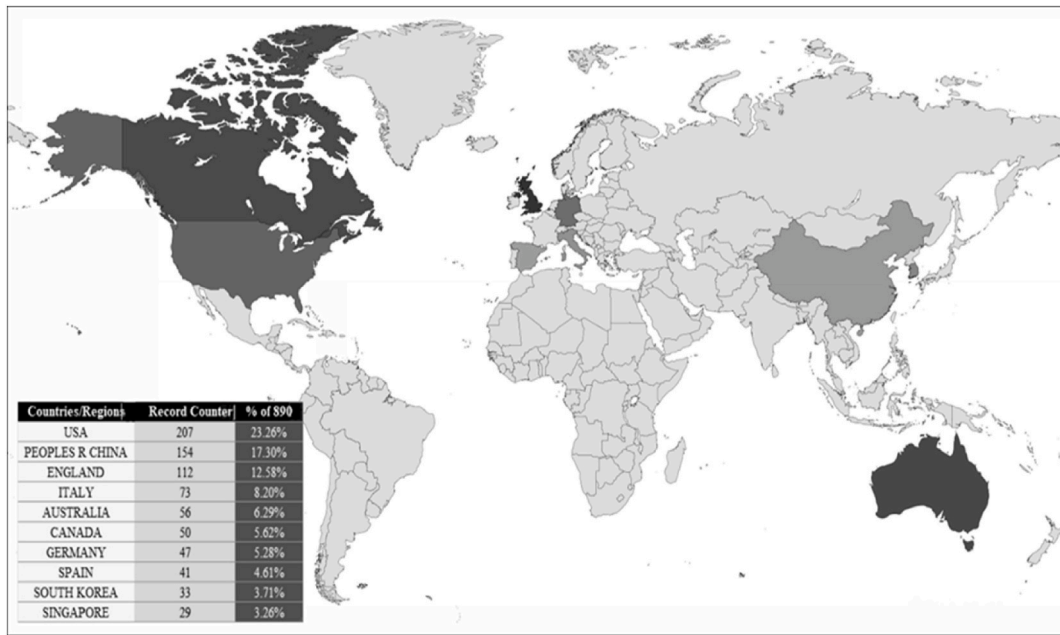 Countries/Regions Record Counter % of 890
USA 207 23.26%
PEOPLES R CHINA 154 17.30%
ENGLAND 112 12.58%
ITALY 73 8.20%
AUSTRALIA 56 6.29%
CANADA 50 5.62%
GERMANY 47 5.28%
SPAIN 41 4.61%
SOUTH KOREA 33 3.71%
SINGAPORE 29 3.26%